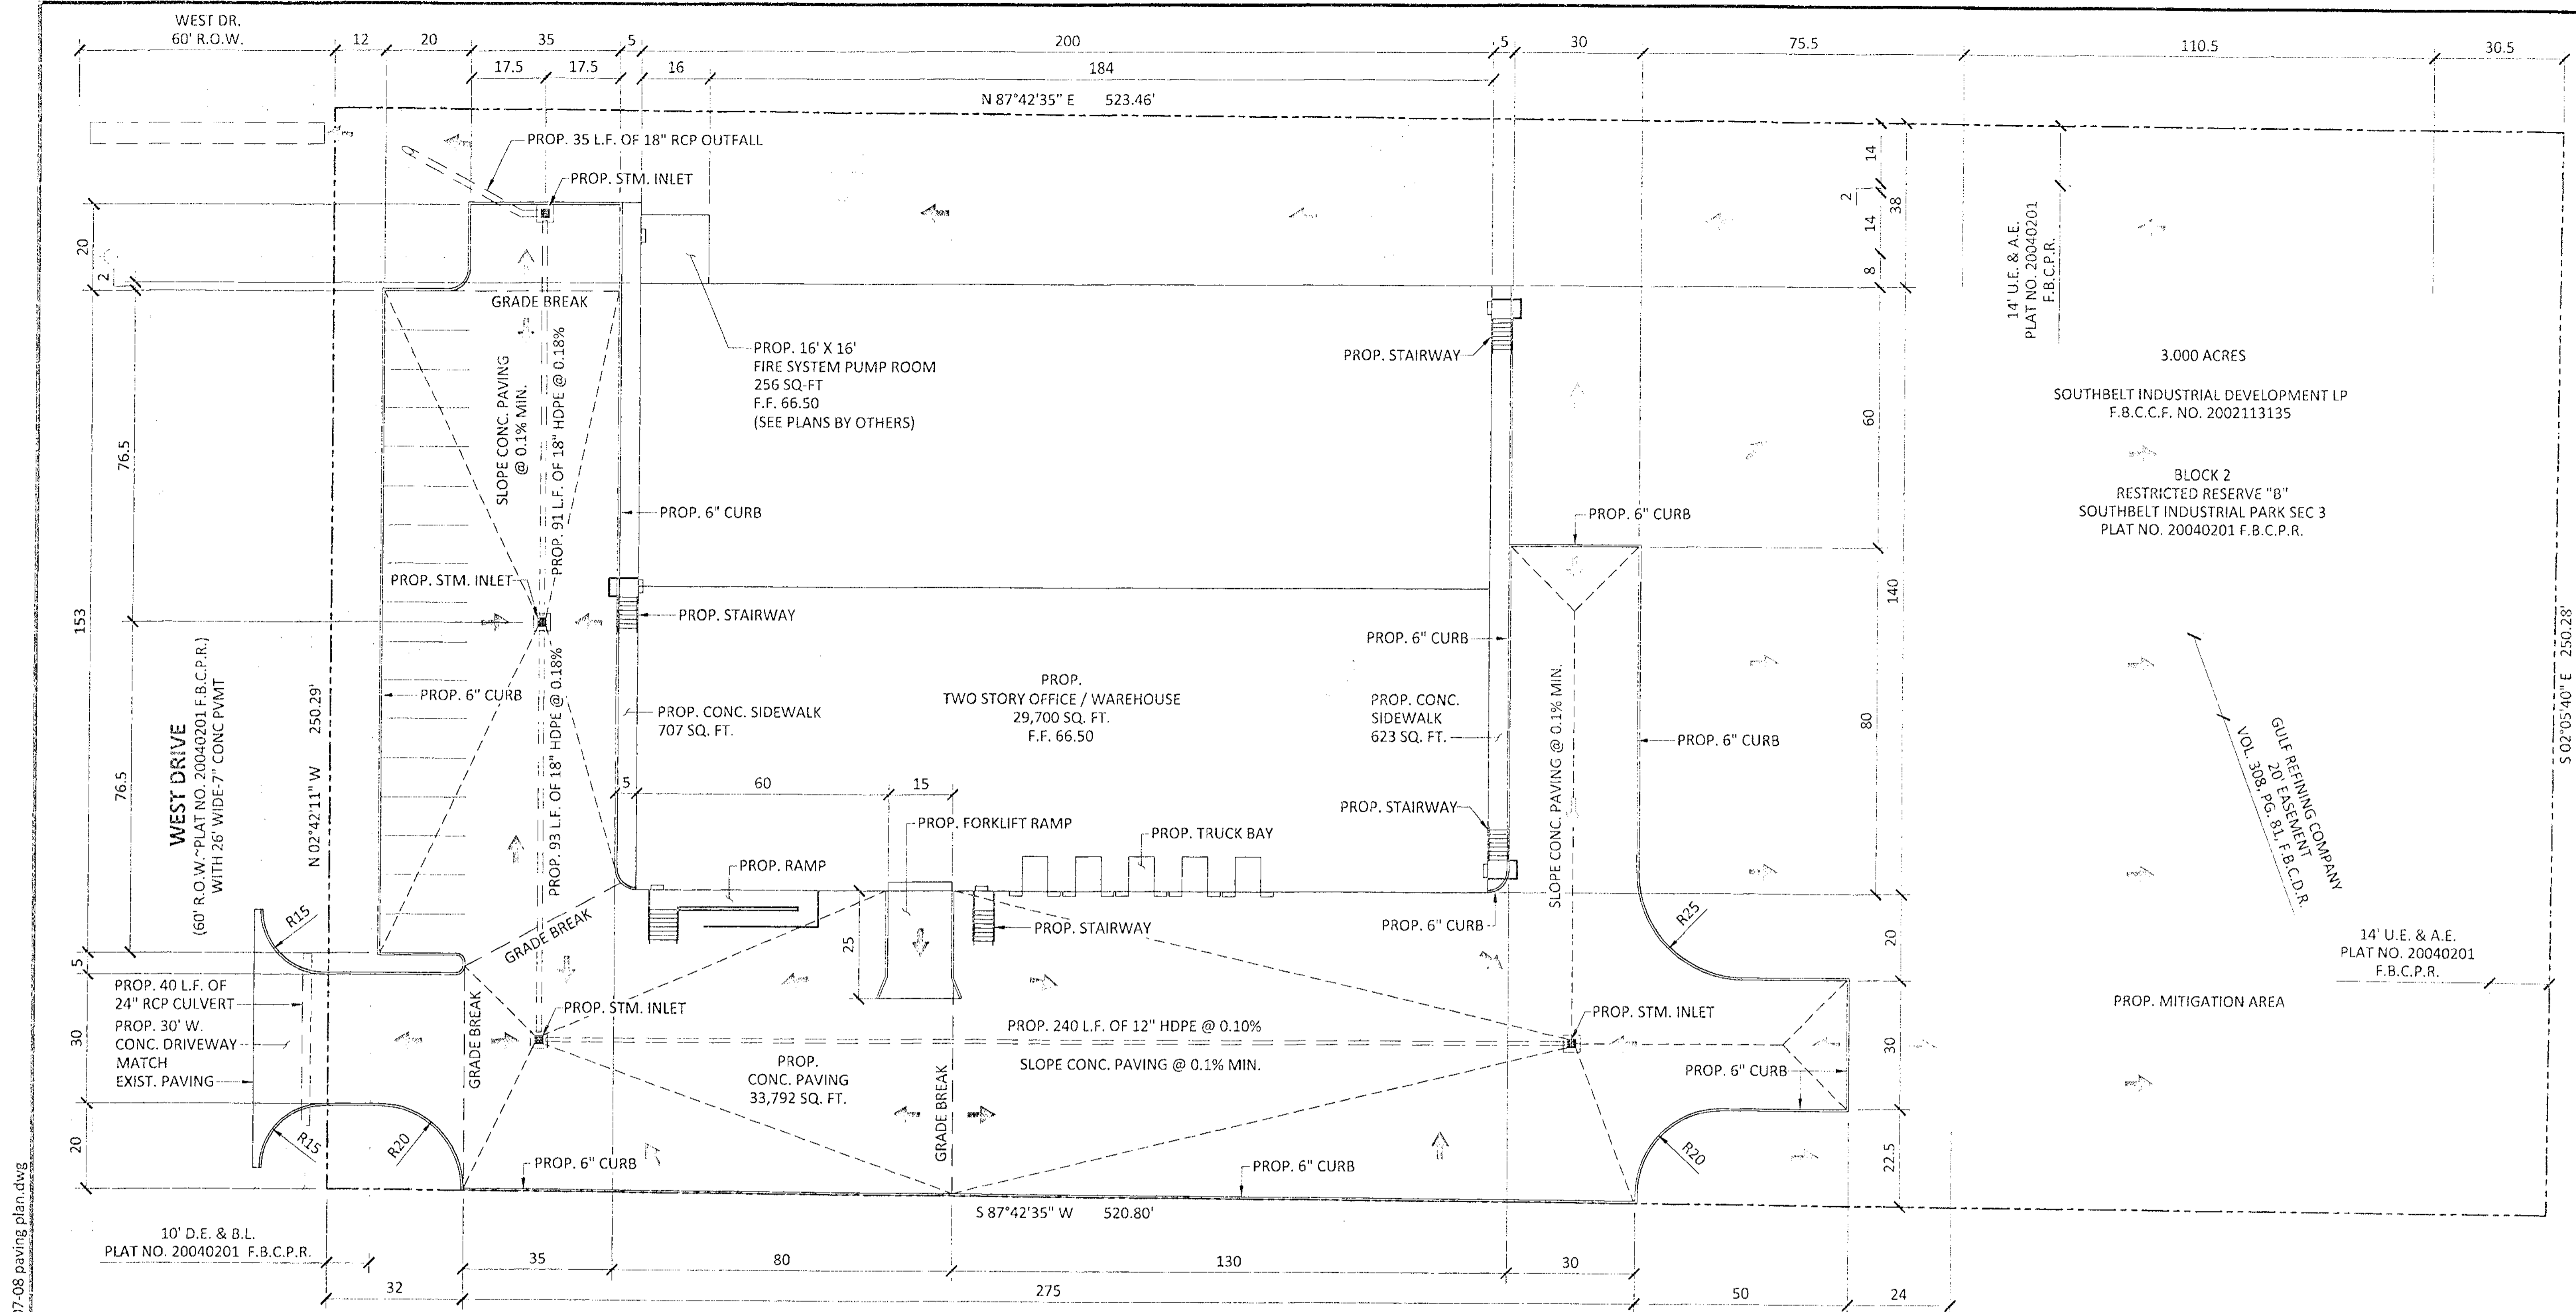 WEST DR.
60' R.O.W.
12
20
35
5
200
5
30
75.5
110.5
30.5
17.5
17.5
16
184
N 87°42'35" E 523.46'
PROP. 35 L.F. OF 18" RCP OUTFALL
PROP. STM. INLET
14
2
14
38
8
20
2
GRADE BREAK
14' U.E. & A.E.
PLAT NO. 20040201
F.B.C.P.R.
SLOPE CONC. PAVING
@ 0.1% MIN.
PROP. 91 L.F. OF 18" HDPE @ 0.18%
PROP. 16' X 16'
FIRE SYSTEM PUMP ROOM
256 SQ-FT
F.F. 66.50
(SEE PLANS BY OTHERS)
PROP. STAIRWAY
3.000 ACRES
SOUTHBELT INDUSTRIAL DEVELOPMENT LP
F.B.C.C.F. NO. 2002113135
BLOCK 2
RESTRICTED RESERVE "B"
SOUTHBELT INDUSTRIAL PARK SEC 3
PLAT NO. 20040201 F.B.C.P.R.
60
76.5
PROP. 6" CURB
PROP. 6" CURB
PROP. STM. INLET
153
140
PROP. STAIRWAY
PROP. 6" CURB
S 02°05'40" E 250.28'
WEST DRIVE
(60' R.O.W.~PLAT NO. 20040201 F.B.C.P.R.)
WITH 26' WIDE-7" CONC PVMT
N 02°42'11" W 250.29'
PROP. 6" CURB
PROP. 93 L.F. OF 18" HDPE @ 0.18%
PROP. CONC. SIDEWALK
707 SQ. FT.
PROP.
TWO STORY OFFICE / WAREHOUSE
29,700 SQ. FT.
F.F. 66.50
PROP. CONC.
SIDEWALK
623 SQ. FT.
SLOPE CONC. PAVING @ 0.1% MIN.
PROP. 6" CURB
80
GULF REFINING COMPANY
20' EASEMENT
VOL. 308, PG. 81, F.B.C.D.R.
76.5
5
60
15
PROP. STAIRWAY
PROP. FORKLIFT RAMP
PROP. TRUCK BAY
PROP. RAMP
R15
GRADE BREAK
25
PROP. STAIRWAY
PROP. 6" CURB
R25
20
14' U.E. & A.E.
PLAT NO. 20040201
F.B.C.P.R.
5
PROP. 40 L.F. OF
24" RCP CULVERT
PROP. 30' W.
CONC. DRIVEWAY
MATCH
EXIST. PAVING
30
GRADE BREAK
PROP. STM. INLET
PROP. 240 L.F. OF 12" HDPE @ 0.10%
SLOPE CONC. PAVING @ 0.1% MIN.
PROP. STM. INLET
PROP. MITIGATION AREA
30
PROP.
CONC. PAVING
33,792 SQ. FT.
GRADE BREAK
PROP. 6" CURB
20
R15
R20
PROP. 6" CURB
PROP. 6" CURB
R20
22.5
S 87°42'35" W 520.80'
10' D.E. & B.L.
PLAT NO. 20040201 F.B.C.P.R.
35
80
130
30
32
275
50
24
07-08 paving plan.dwg